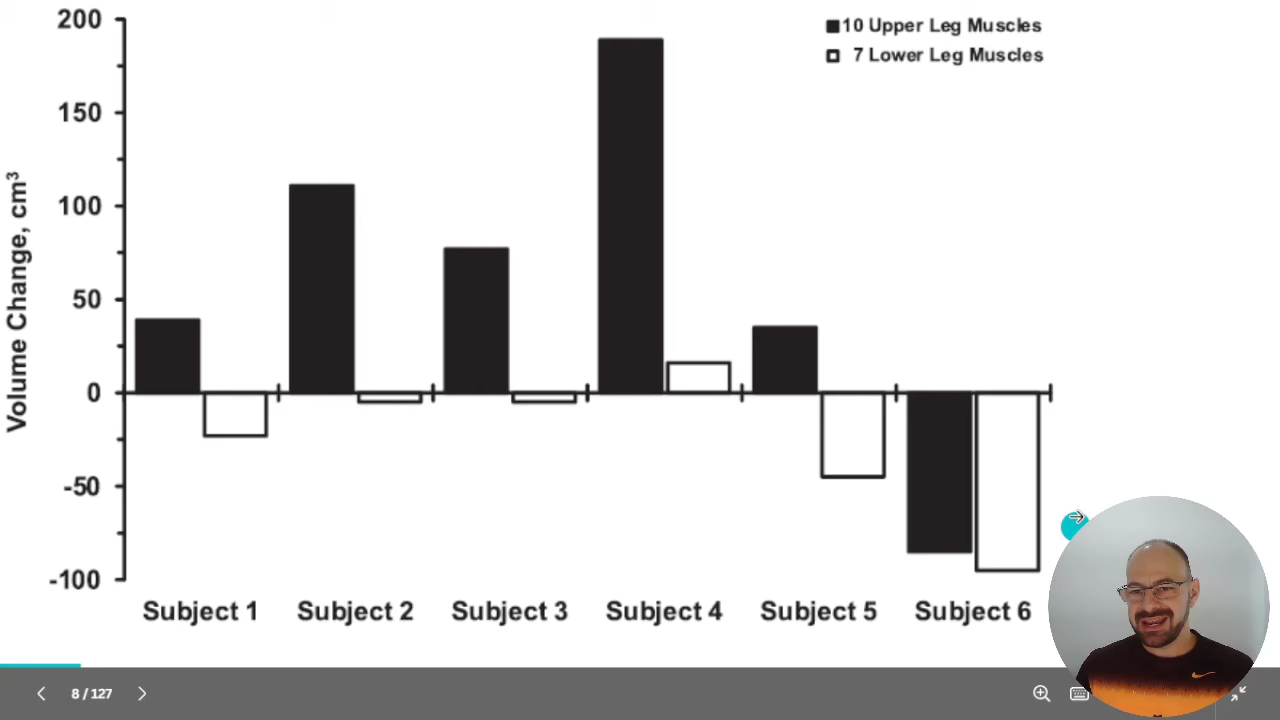 200
150
100
50
0
-50
-100
Volume Change, cm³
10 Upper Leg Muscles
7 Lower Leg Muscles
Subject 1
Subject 2
Subject 3
Subject 4
Subject 5
Subject 6
8 / 127